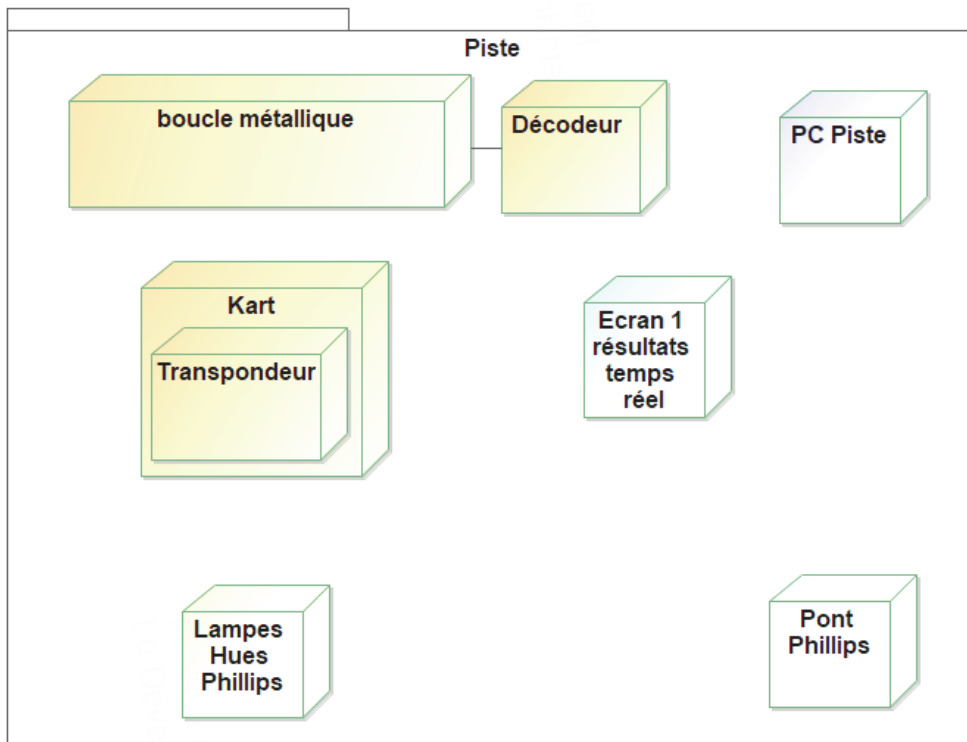 Piste
boucle métallique
Décodeur
PC Piste
Kart
Transpondeur
Ecran 1
résultats
temps
réel
Lampes
Hues
Phillips
Pont
Phillips